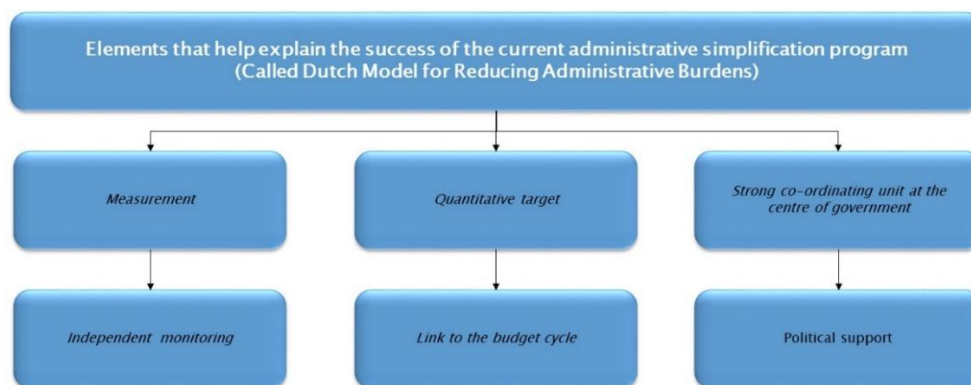 Elements that help explain the success of the current administrative simplification program
(Called Dutch Model for Reducing Administrative Burdens)
Measurement
Quantitative target
Strong co-ordinating unit at the
centre of government
Independent monitoring
Link to the budget cycle
Political support